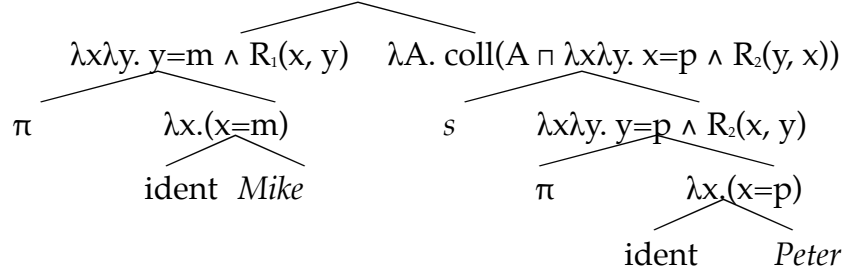 λxλy. y=m ∧ R₁(x, y) λA. coll(A ⊓ λxλy. x=p ∧ R₂(y, x))
π λx.(x=m) s λxλy. y=p ∧ R₂(x, y)
ident Mike π λx.(x=p)
ident Peter